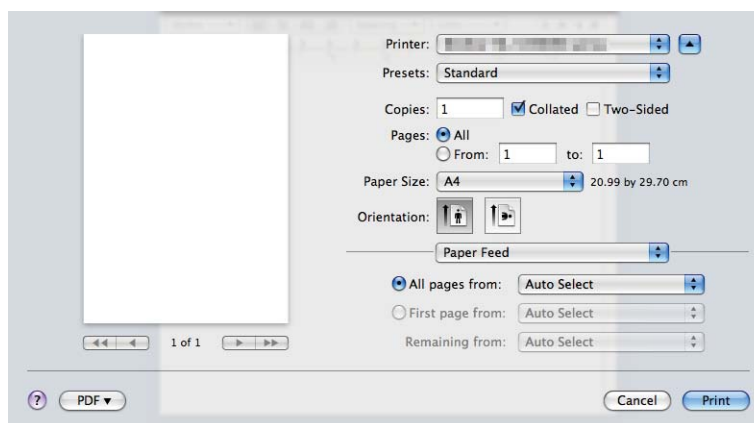 Printer:
Presets: Standard
Copies: 1 Collated Two-Sided
Pages: All
From: 1 to: 1
Paper Size: A4 20.99 by 29.70 cm
Orientation:
Paper Feed
All pages from: Auto Select
First page from: Auto Select
1 of 1
Remaining from: Auto Select
? PDF ▾ Cancel Print